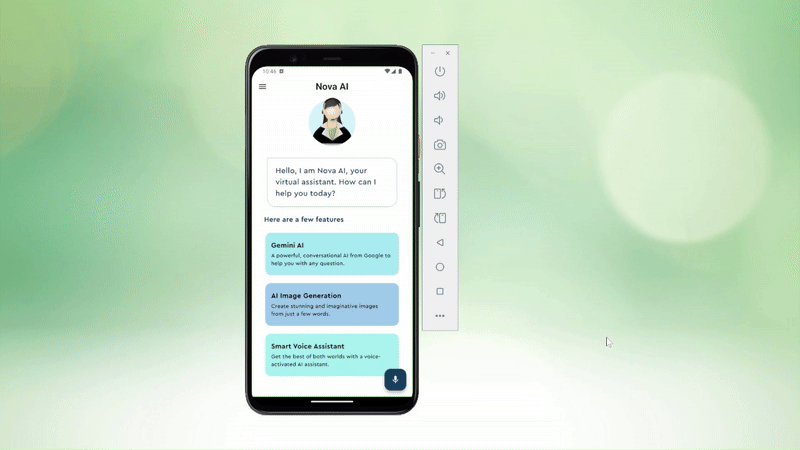 10:46
Nova AI
Hello, I am Nova AI, your
virtual assistant. How can I
help you today?
Here are a few features
Gemini AI
A powerful, conversational AI from Google to
help you with any question.
AI Image Generation
Create stunning and imaginative images
from just a few words.
Smart Voice Assistant
Get the best of both worlds with a voice-
activated AI assistant.